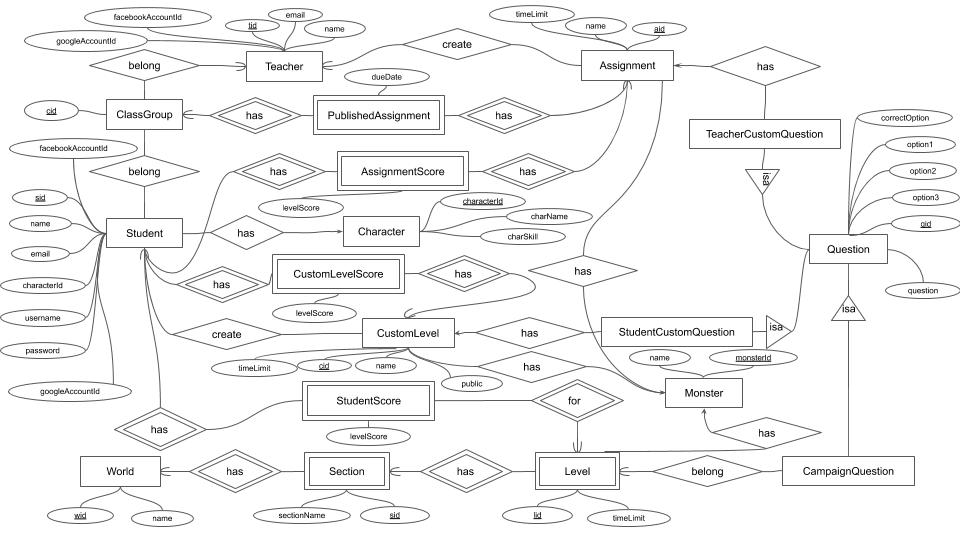 facebookAccountId
email
timeLimit
tid
name
name
aid
googleAccountId
create
belong
Teacher
Assignment
has
dueDate
cid
ClassGroup
has
PublishedAssignment
has
correctOption
TeacherCustomQuestion
facebookAccountId
option1
belong
has
AssignmentScore
has
option2
isa
sid
levelScore
characterId
option3
name
Student
has
Character
charName
qid
charSkill
Question
email
has
CustomLevelScore
has
has
characterId
question
levelScore
isa
username
create
CustomLevel
has
StudentCustomQuestion
isa
password
timeLimit
cid
name
has
name
monsterId
public
googleAccountId
Monster
StudentScore
for
has
levelScore
has
World
has
Section
has
Level
belong
CampaignQuestion
wid
name
sectionName
sid
lid
timeLimit